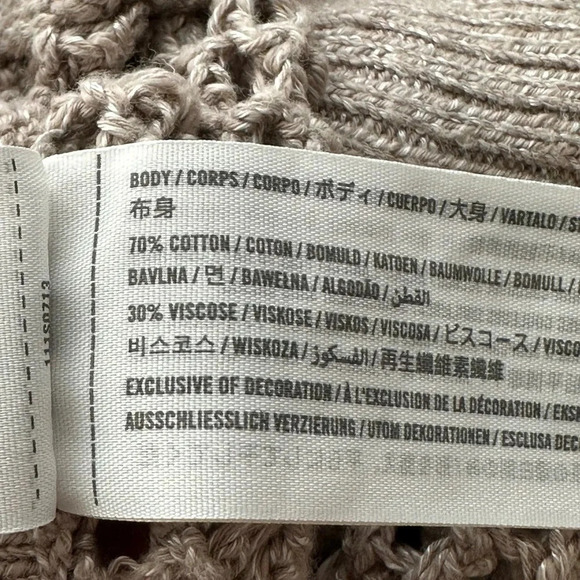 BODY / CORPS / CORPO / ボディ / CUERPO / 大身 / VARTALO /
布身
70% COTTON / COTON / BOMULD / KATOEN / BAUMWOLLE / BOMULL /
BAVLNA / 면 / BAWEŁNA / ALGODÃO / القطن
30% VISCOSE / VISKOSE / VISKOS / VISCOSA / ビスコース /
비스코스 / WISKOZA / الفسكوز / 再生纖維素纖維
EXCLUSIVE OF DECORATION / À L'EXCLUSION DE LA DÉCORATION /
AUSSCHLIESSLICH VERZIERUNG / UTOM DEKORATIONEN / ESCLUSA
111S0713